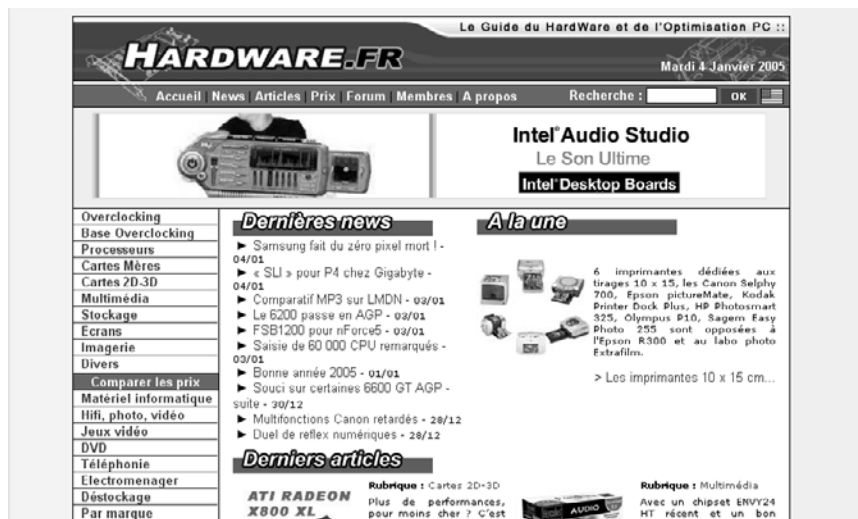 Le Guide du HardWare et de l'Optimisation PC ::
HARDWARE.FR
Mardi 4 Janvier 2005
Accueil | News | Articles | Prix | Forum | Membres | A propos
Recherche :
OK
Intel® Audio Studio
Le Son Ultime
Intel® Desktop Boards
Overclocking
Base Overclocking
Processeurs
Cartes Mères
Cartes 2D-3D
Multimédia
Stockage
Ecrans
Imagerie
Divers
Comparer les prix
Matériel informatique
Hifi, photo, vidéo
Jeux vidéo
DVD
Téléphonie
Electromenager
Déstockage
Par marque
Dernières news
► Samsung fait du zéro pixel mort ! -
04/01
► « SLI » pour P4 chez Gigabyte -
04/01
► Comparatif MP3 sur LMDN - 03/01
► Le 6200 passe en AGP - 03/01
► FSB1200 pour nForce5 - 03/01
► Saisie de 60 000 CPU remarqués -
03/01
► Bonne année 2005 - 01/01
► Souci sur certaines 6600 GT AGP -
suite - 30/12
► Multifonctions Canon retardés - 28/12
► Duel de reflex numériques - 28/12
A la une
6 imprimantes dédiées aux
tirages 10 x 15, les Canon Selphy
700, Epson pictureMate, Kodak
Printer Dock Plus, HP Photosmart
325, Olympus P10, Sagem Easy
Photo 255 sont opposées à
l'Epson R300 et au labo photo
Extrafilm.
> Les imprimantes 10 x 15 cm...
Derniers articles
ATI RADEON
X800 XL
Rubrique : Cartes 2D-3D
Plus de performances,
pour moins cher ? C'est
AUDIO
Rubrique : Multimédia
Avec un chipset ENVY24
HT récent et un bon